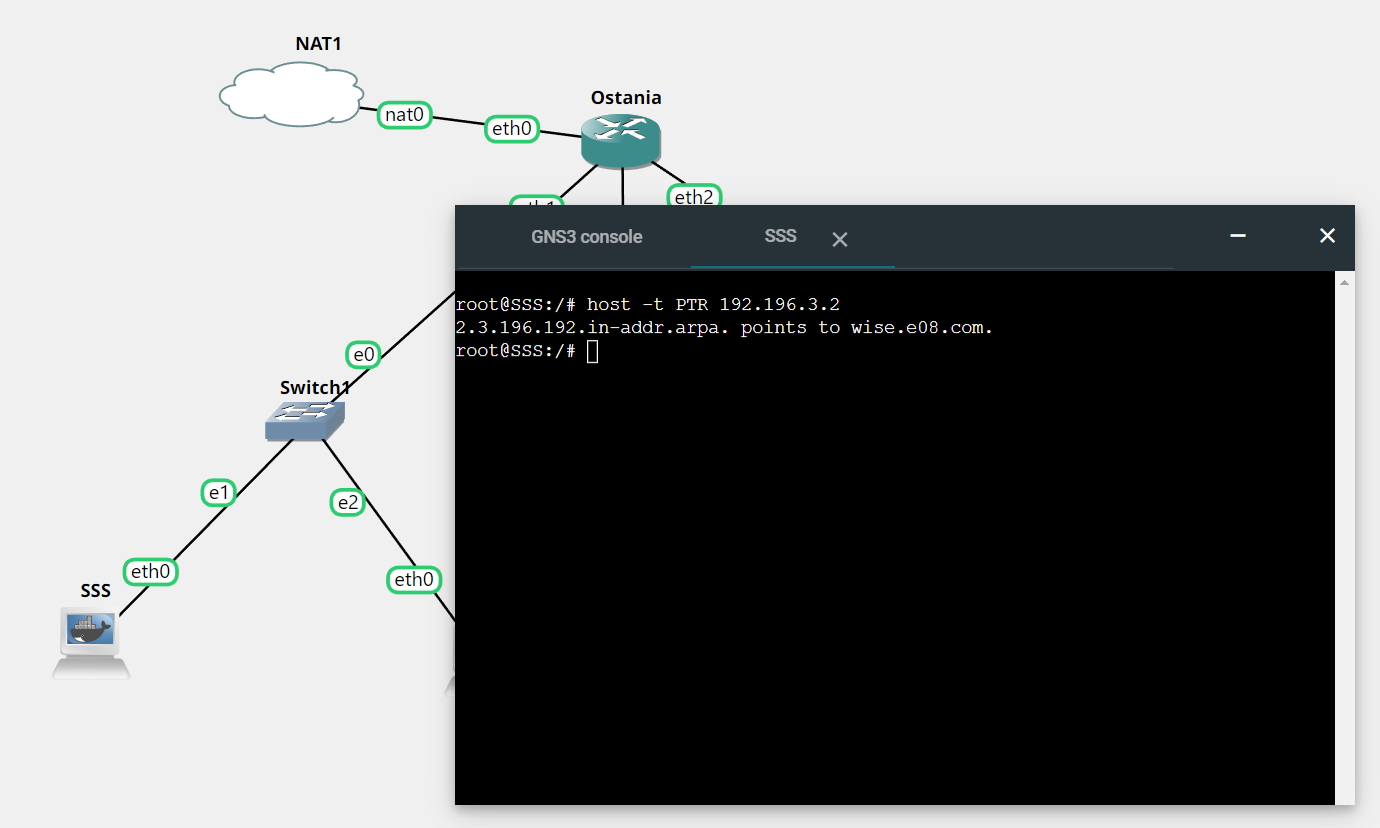 NAT1
Ostania
nat0
eth0
eth2
GNS3 console
SSS
root@SSS:/# host -t PTR 192.196.3.2
2.3.196.192.in-addr.arpa. points to wise.e08.com.
root@SSS:/#
e0
Switch1
e1
e2
eth0
eth0
SSS